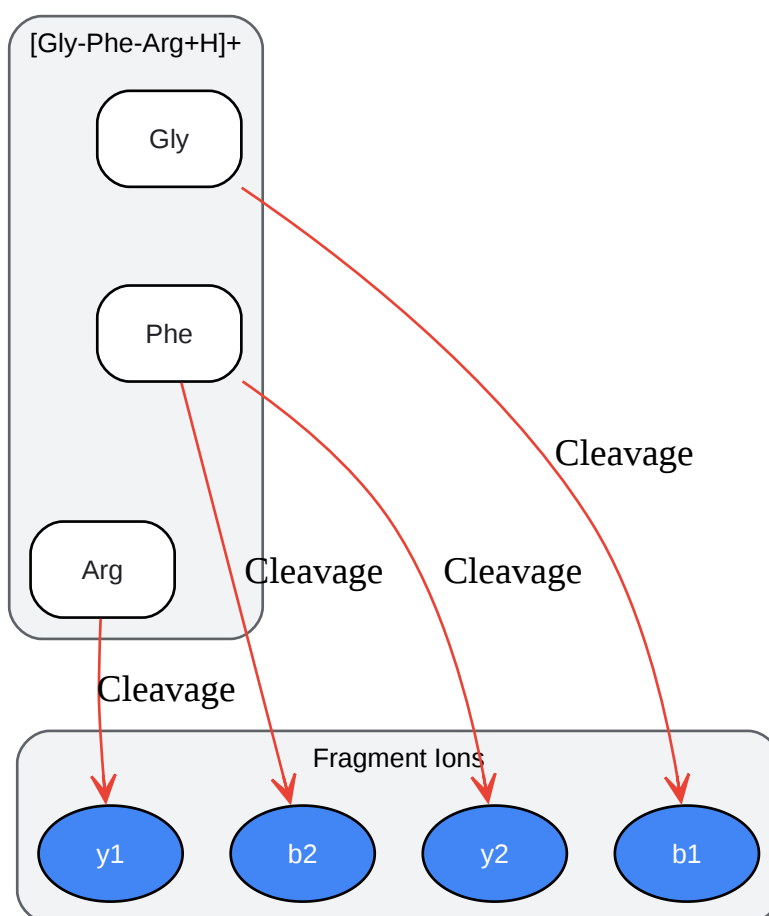 [Gly-Phe-Arg+H]+
Gly
Phe
Cleavage
Arg
Cleavage
Cleavage
Cleavage
Fragment Ions
y1
b2
y2
b1